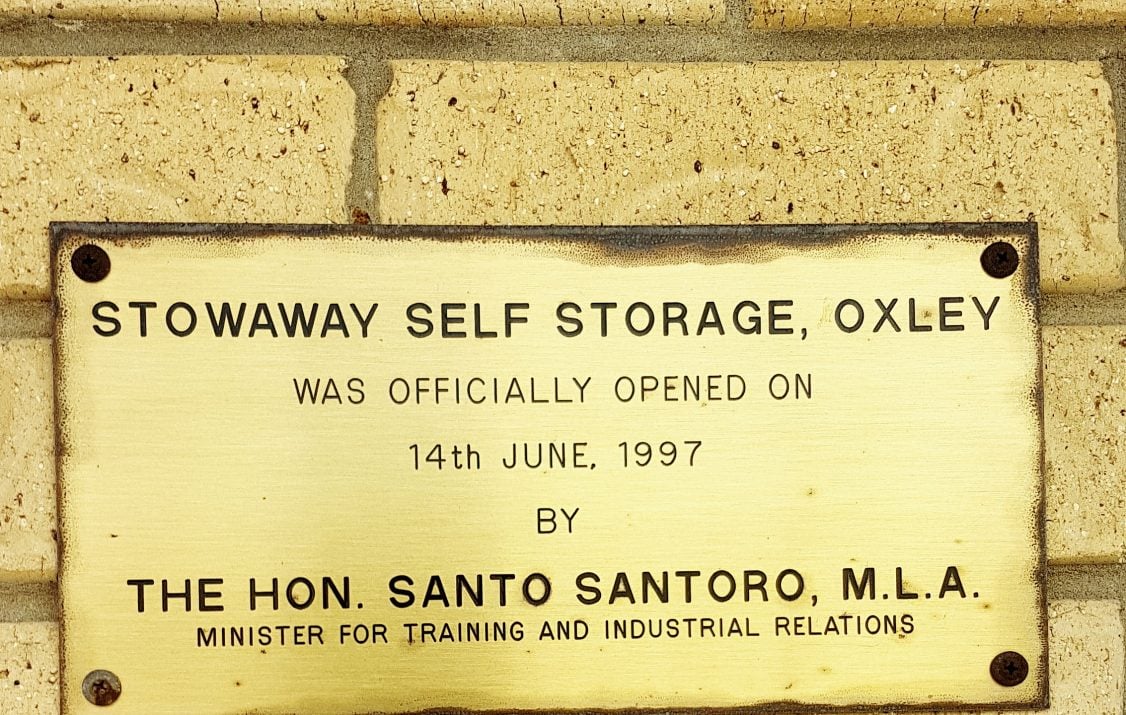 STOWAWAY SELF STORAGE, OXLEY
WAS OFFICIALLY OPENED ON
14th JUNE, 1997
BY
THE HON. SANTO SANTORO, M.L.A.
MINISTER FOR TRAINING AND INDUSTRIAL RELATIONS